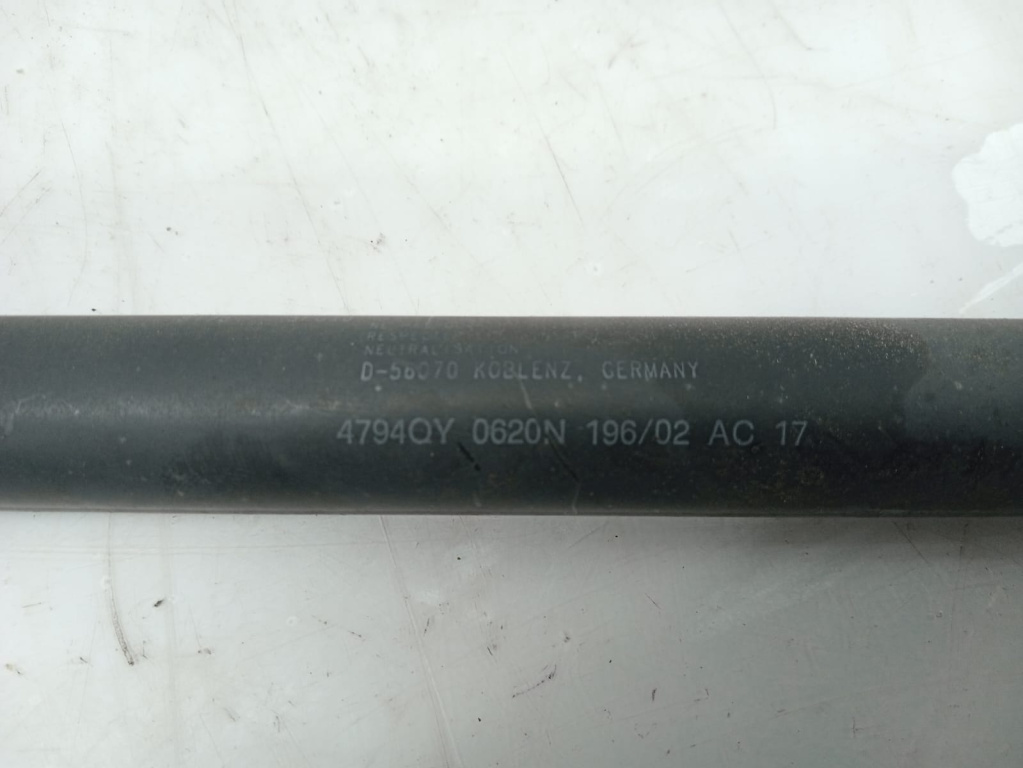 D-56070 KOBLENZ, GERMANY
4794QY 0620N 196/02 AC 17